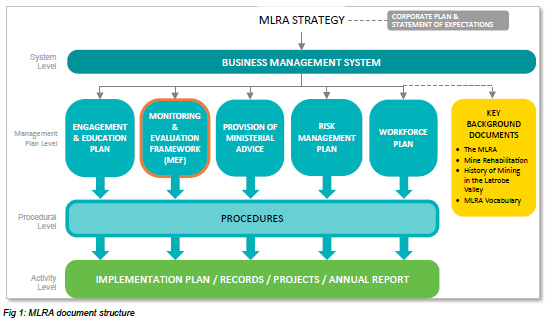 MLRA STRATEGY
CORPORATE PLAN &
STATEMENT OF EXPECTATIONS
System
Level
BUSINESS MANAGEMENT SYSTEM
Management
Plan Level
ENGAGEMENT
& EDUCATION
PLAN
MONITORING
&
EVALUATION
FRAMEWORK
(MEF)
PROVISION OF
MINISTERIAL
ADVICE
RISK
MANAGEMENT
PLAN
WORKFORCE
PLAN
KEY
BACKGROUND
DOCUMENTS
• The MLRA
• Mine Rehabilitation
• History of Mining
in the Latrobe
Valley
• MLRA Vocabulary
Procedural
Level
PROCEDURES
Activity
Level
IMPLEMENTATION PLAN / RECORDS / PROJECTS / ANNUAL REPORT
Fig 1: MLRA document structure